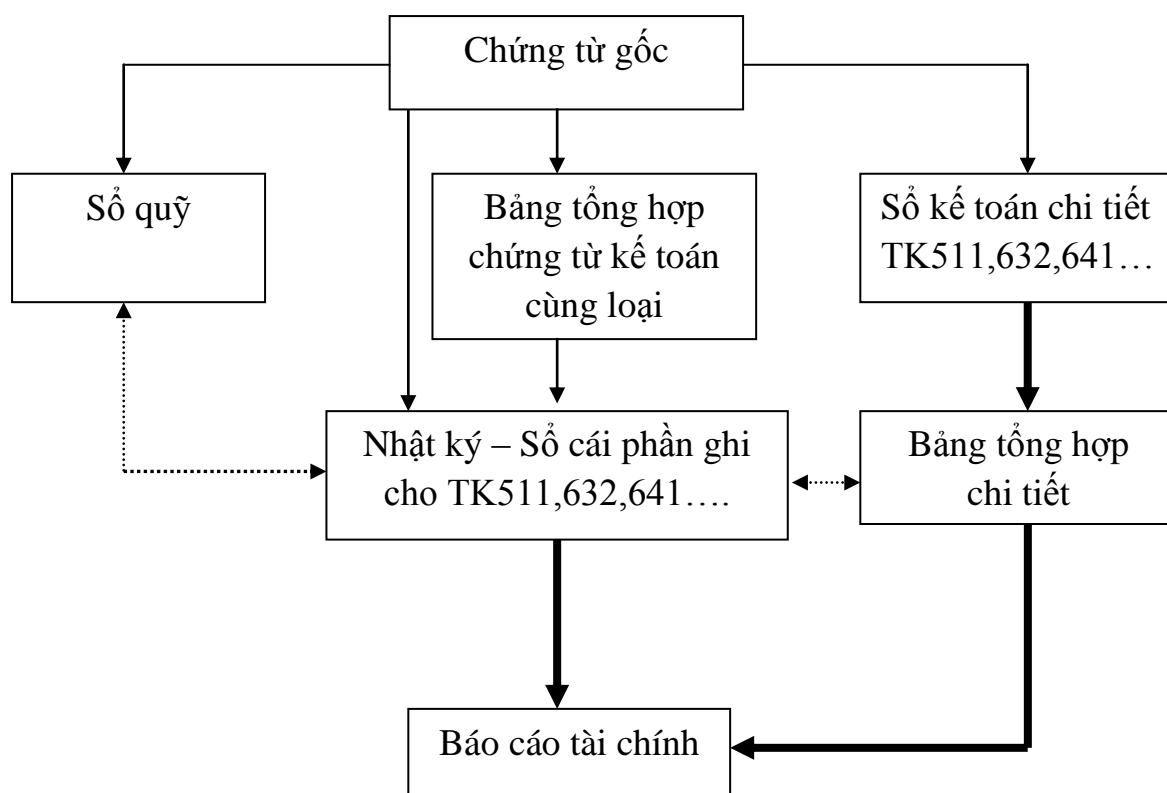 Chứng từ gốc
Sổ quỹ
Bảng tổng hợp
chứng từ kế toán
cùng loại
Sổ kế toán chi tiết
TK511,632,641…
Nhật ký – Sổ cái phần ghi
cho TK511,632,641….
Bảng tổng hợp
chi tiết
Báo cáo tài chính